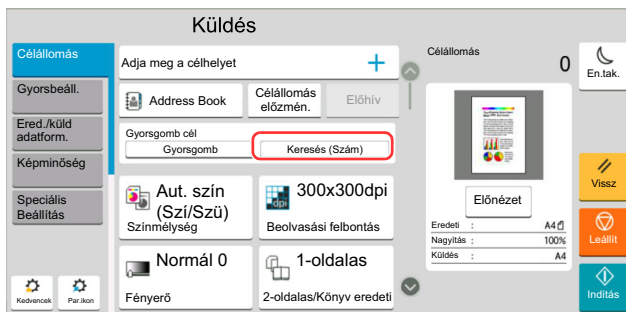 Küldés
Célállomás
Gyorsbeáll.
Ered./küld
adatform.
Képminőség
Speciális
Beállítás
Kedvencek
Par.ikon
Adja meg a célhelyet
Address Book
Célállomás
előzmén.
Előhív
Gyorsgomb cél
Gyorsgomb
Keresés (Szám)
Aut. szín
(Szí/Szü)
Színmélység
300x300dpi
dpi
Beolvasási felbontás
Normál 0
Fényerő
1-oldalas
2-oldalas/Könyv eredeti
Célállomás
0
Előnézet
Eredeti : A4
Nagyítás : 100%
Küldés : A4
En.tak.
Vissz
Leállít
Indítás